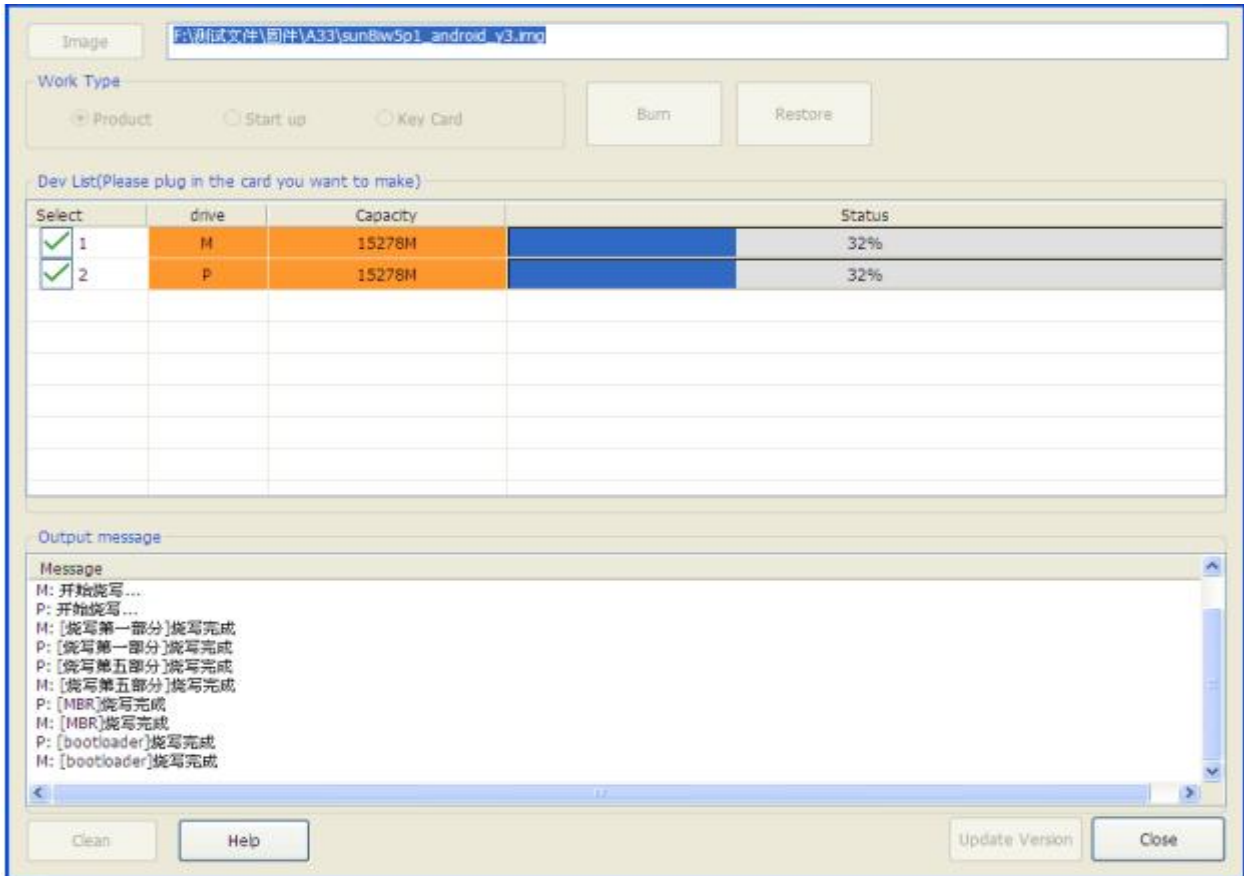 Image F:\测试文件\固件\A33\sun8iw5p1_android_y3.img
Work Type
Product Start up Key Card Burn Restore
Dev List(Please plug in the card you want to make)
Select drive Capacity Status
1 M 15278M 32%
2 P 15278M 32%
Output message
Message
M: 开始烧写...
P: 开始烧写...
M: [烧写第一部分]烧写完成
P: [烧写第一部分]烧写完成
P: [烧写第五部分]烧写完成
M: [烧写第五部分]烧写完成
P: [MBR]烧写完成
M: [MBR]烧写完成
P: [bootloader]烧写完成
M: [bootloader]烧写完成
Clean Help Update Version Close